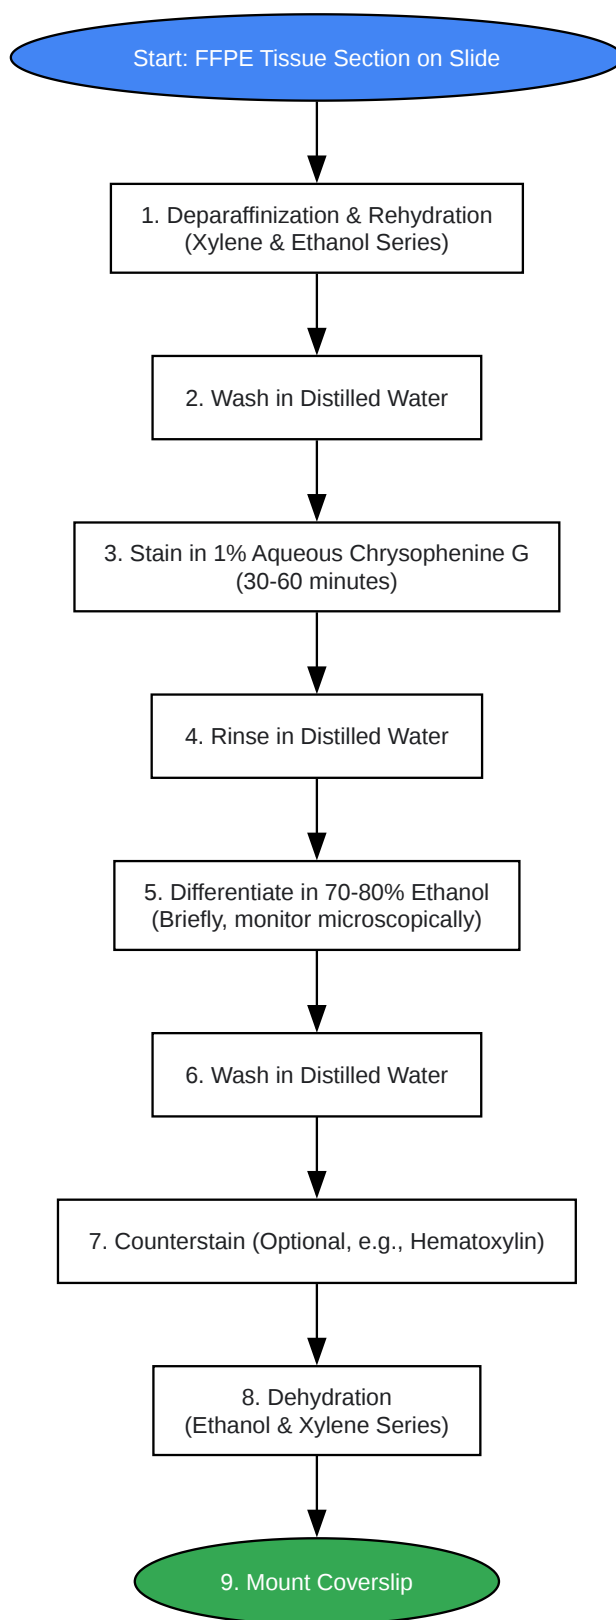 Start: FFPE Tissue Section on Slide
1. Deparaffinization & Rehydration
(Xylene & Ethanol Series)
2. Wash in Distilled Water
3. Stain in 1% Aqueous Chrysophenine G
(30-60 minutes)
4. Rinse in Distilled Water
5. Differentiate in 70-80% Ethanol
(Briefly, monitor microscopically)
6. Wash in Distilled Water
7. Counterstain (Optional, e.g., Hematoxylin)
8. Dehydration
(Ethanol & Xylene Series)
9. Mount Coverslip